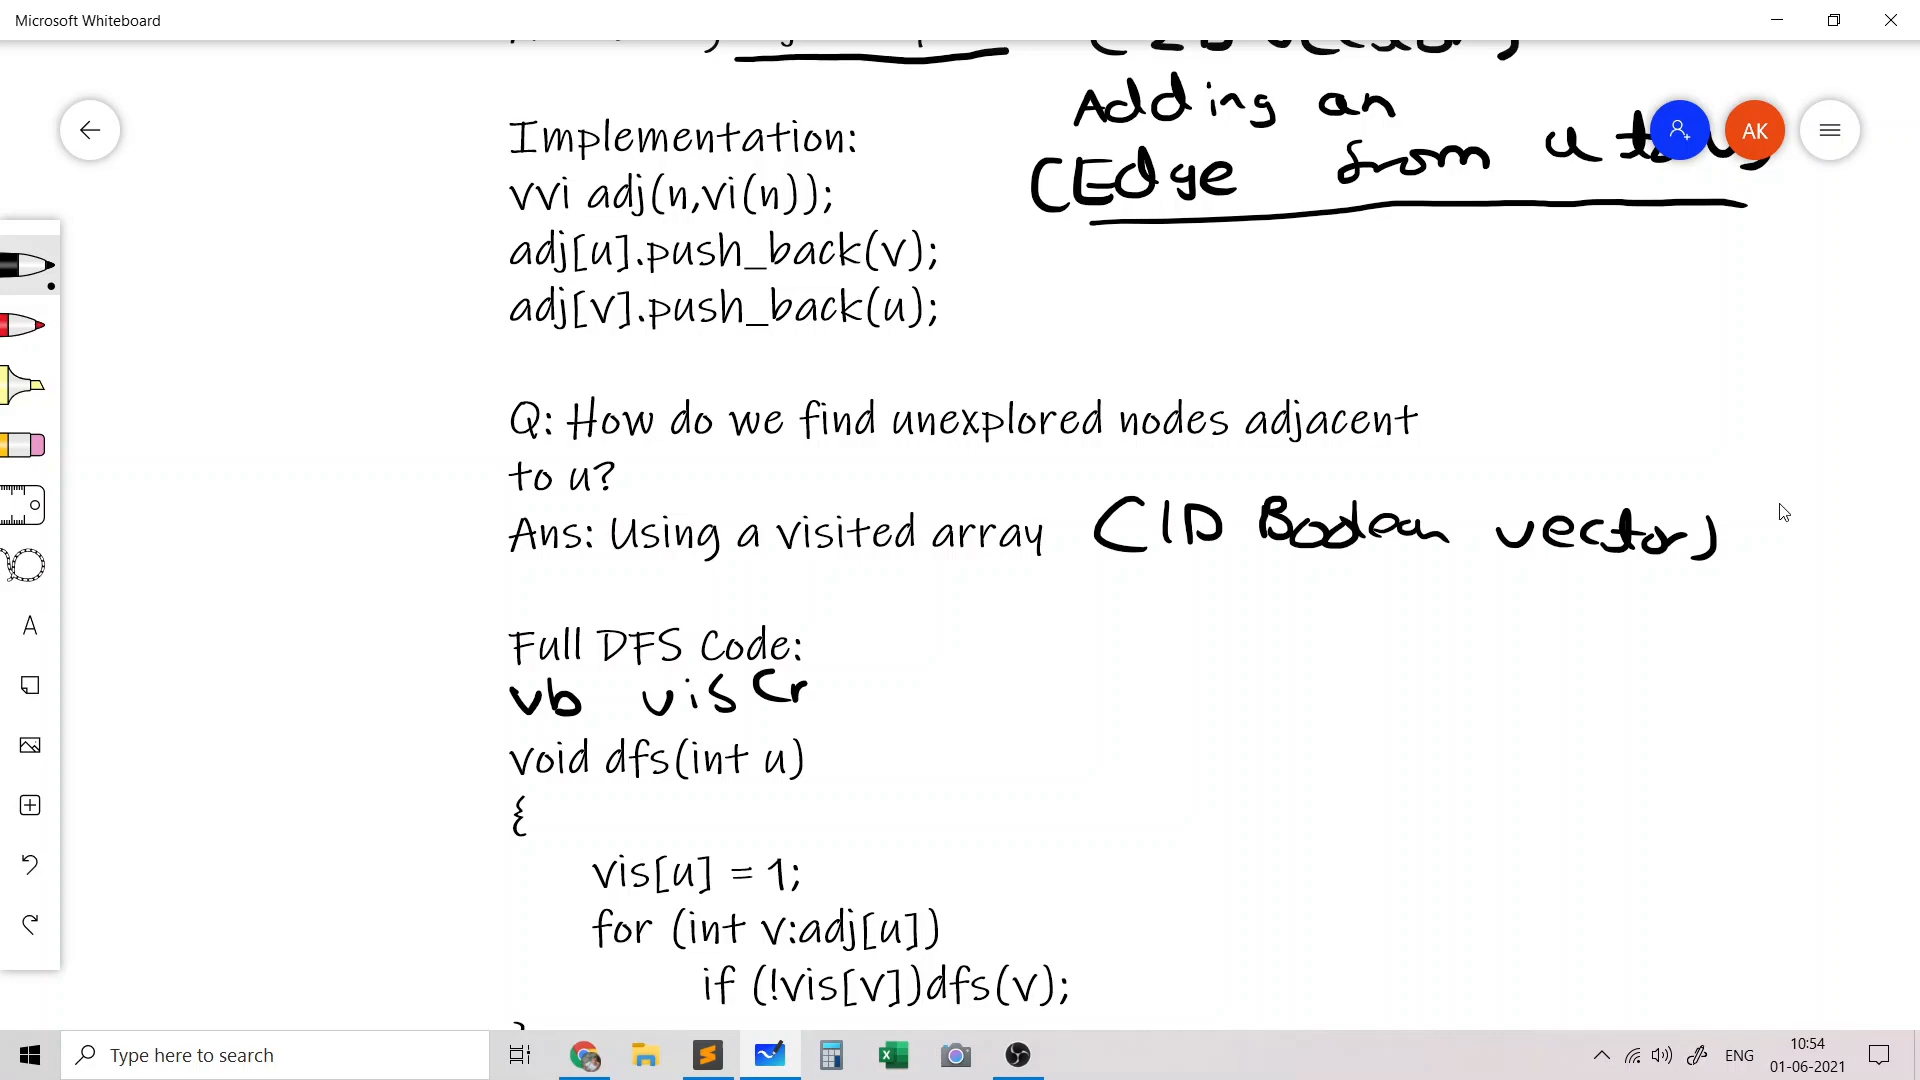 Microsoft Whiteboard
Adding an
(Edge from u to v)
AK
Implementation:
vvi adj(n,vi(n));
adj[u].push_back(v);
adj[v].push_back(u);
Q: How do we find unexplored nodes adjacent
to u?
Ans: Using a visited array (1D Boolean vector)
Full DFS Code:
vb vis(r
void dfs(int u)
{
vis[u] = 1;
for (int v:adj[u])
if (!vis[v])dfs(v);
A
Type here to search
ENG
10:54
01-06-2021